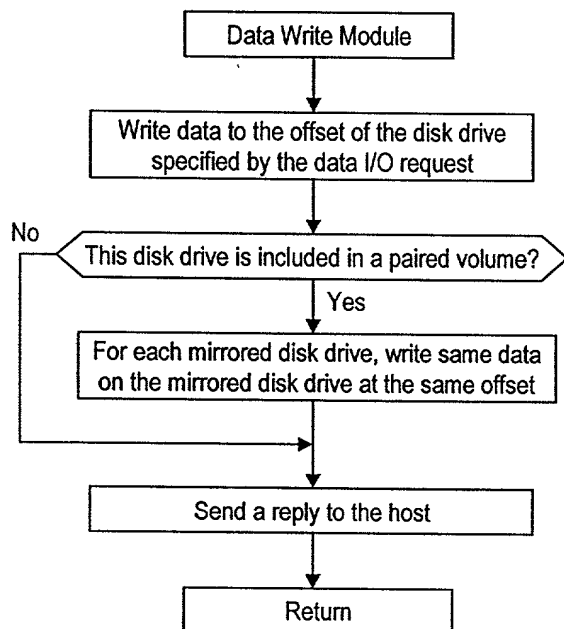 Data Write Module
Write data to the offset of the disk drive
specified by the data I/O request
No
This disk drive is included in a paired volume?
Yes
For each mirrored disk drive, write same data
on the mirrored disk drive at the same offset
Send a reply to the host
Return